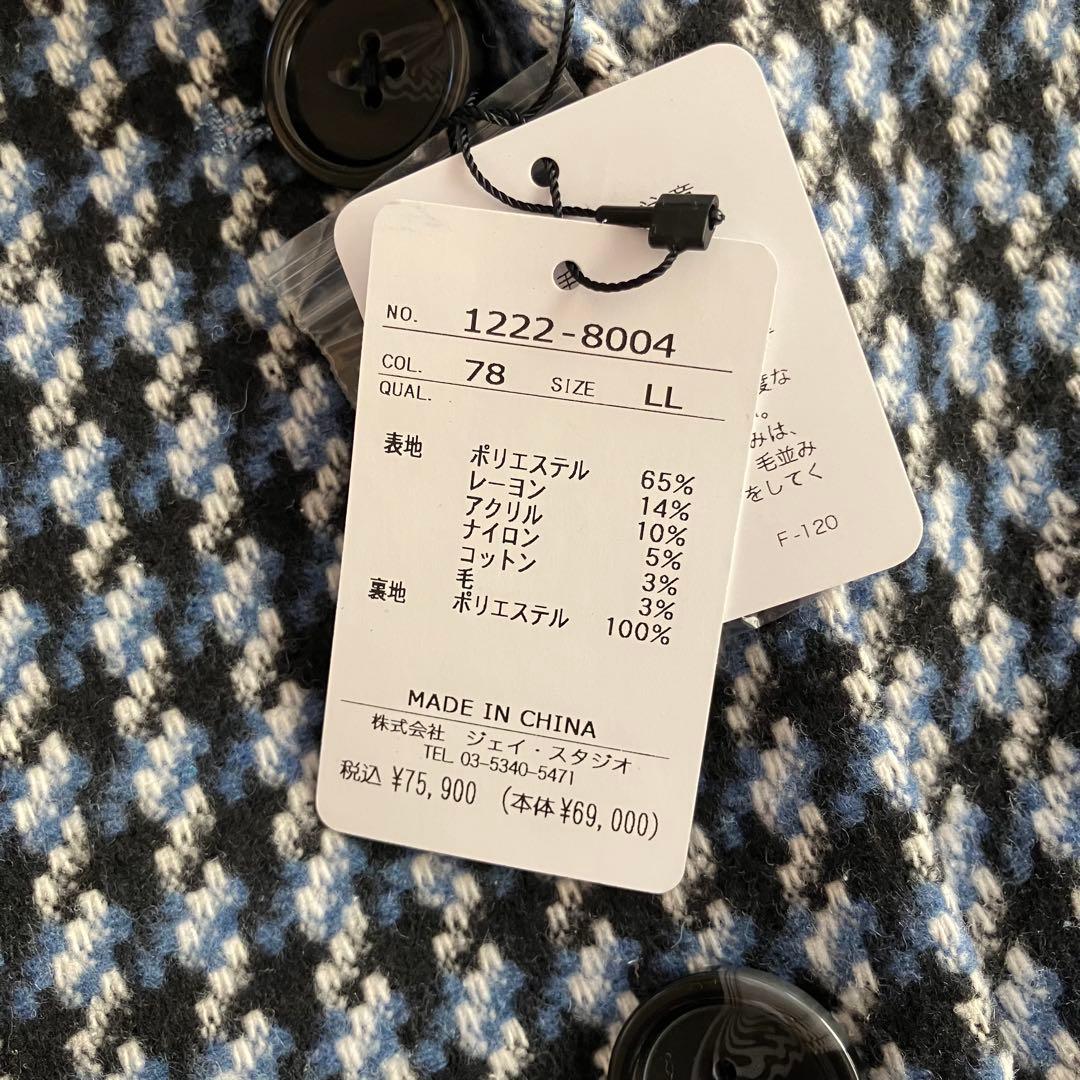 NO. 1222-8004
COL. 78 SIZE LL
QUAL.
表地 ポリエステル 65%
レーヨン 14%
アクリル 10%
ナイロン 5%
コットン 3%
毛 3%
裏地 ポリエステル 100%
MADE IN CHINA
株式会社 ジェイ・スタジオ
TEL 03-5340-5471
税込 ¥75,900 (本体¥69,000)
度な
みは、
毛並み
をしてく
F-120